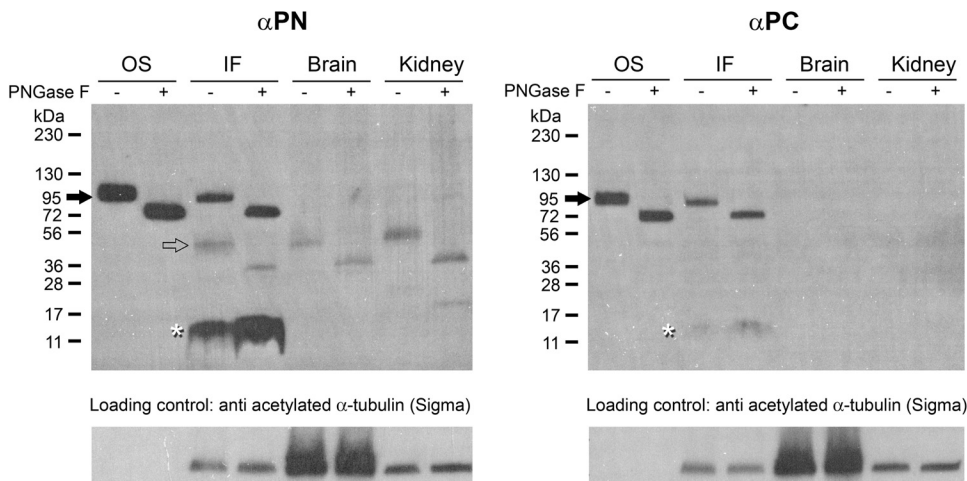 αPN
OS IF Brain Kidney
PNGase F - + - + - + - +
kDa
230
130
95
72
56
36
28
17
*
11
Loading control: anti acetylated α-tubulin (Sigma)
αPC
OS IF Brain Kidney
PNGase F - + - + - + - +
kDa
230
130
95
72
56
36
28
17
*
11
Loading control: anti acetylated α-tubulin (Sigma)